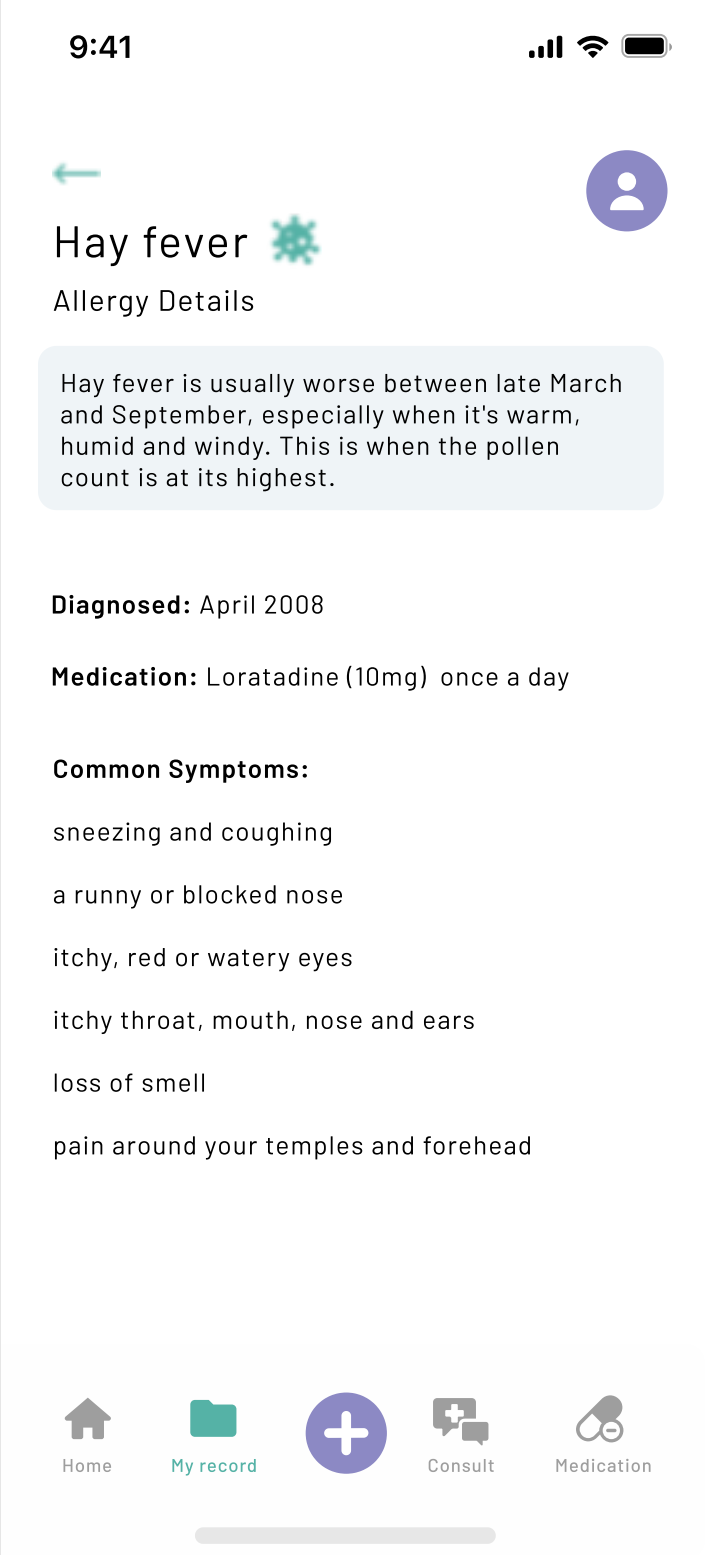 9:41
Hay fever
Allergy Details
Hay fever is usually worse between late March
and September, especially when it's warm,
humid and windy. This is when the pollen
count is at its highest.
Diagnosed: April 2008
Medication: Loratadine (10mg)  once a day
Common Symptoms:
sneezing and coughing
a runny or blocked nose
itchy, red or watery eyes
itchy throat, mouth, nose and ears
loss of smell
pain around your temples and forehead
Home
My record
Consult
Medication